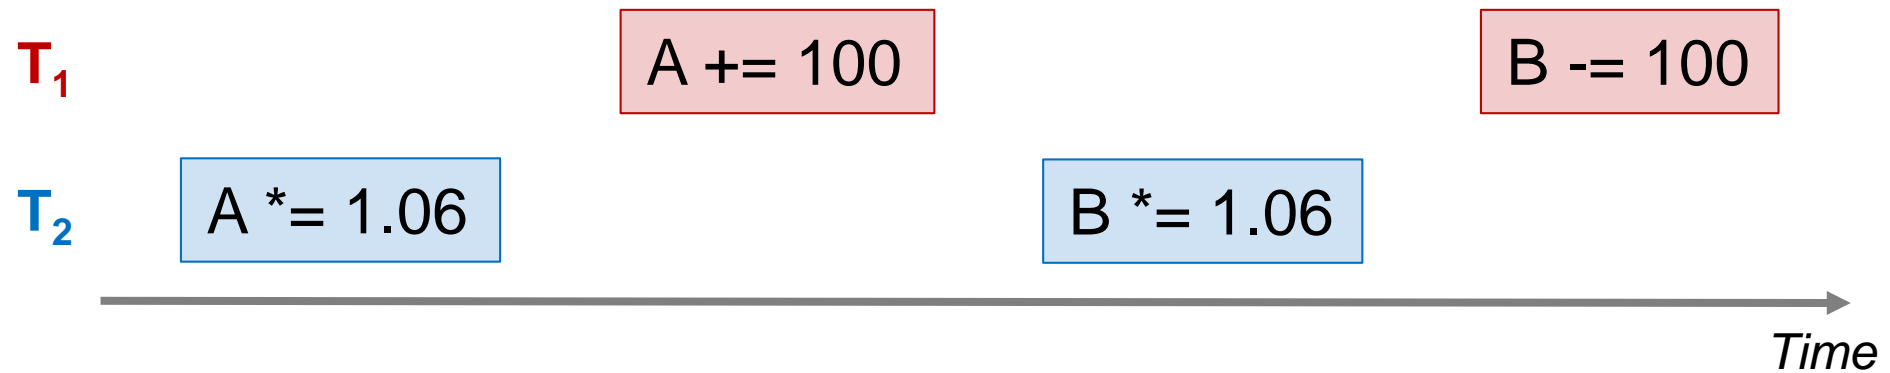 T1 A += 100 B -= 100
T2 A *= 1.06 B *= 1.06
Time